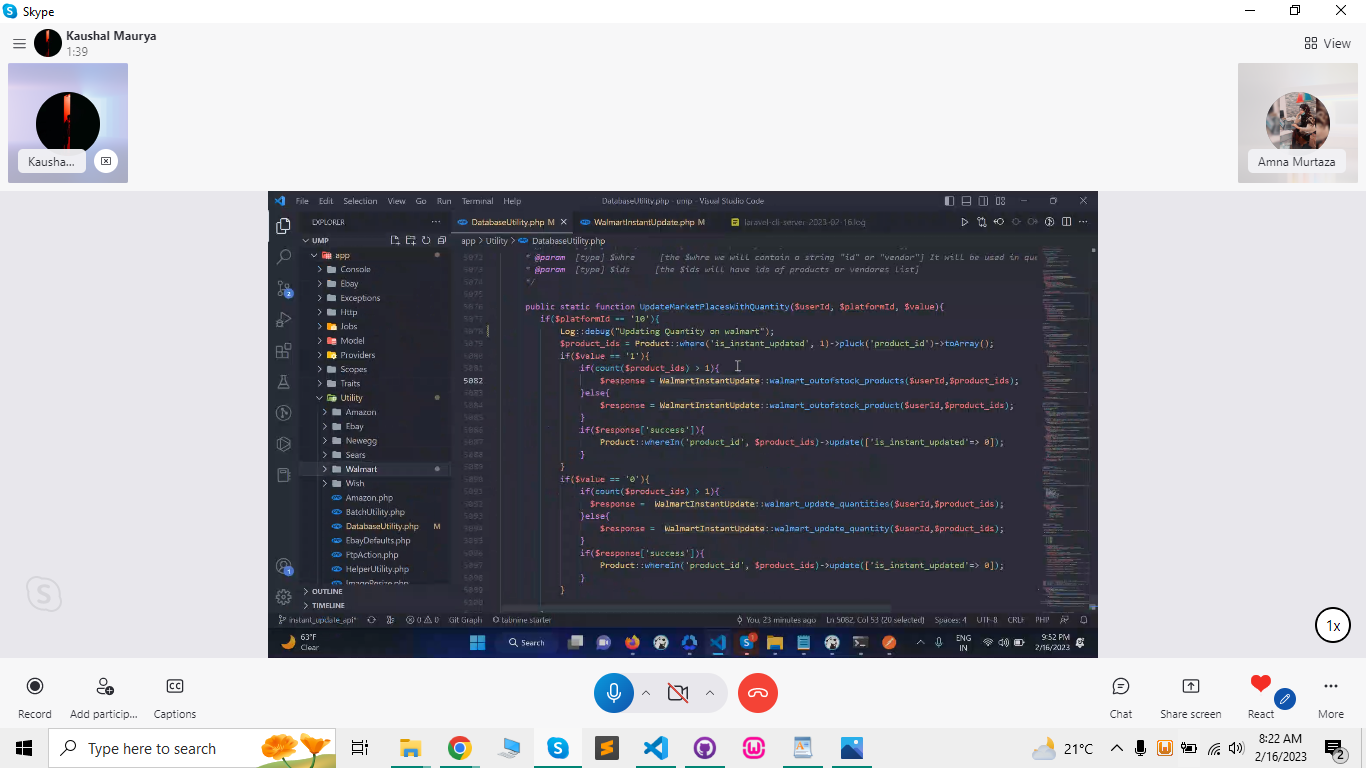 Skype
Kaushal Maurya
1:39
View
Kausha...
Amna Murtaza
File Edit Selection View Go Run Terminal Help
DatabaseUtility.php - ump - Visual Studio Code
EXPLORER
DatabaseUtility.php M
WalmartInstantUpdate.php M
UMP
app > Utility > DatabaseUtility.php
app
Console
Ebay
Exceptions
Http
Jobs
Model
Providers
Scopes
Traits
Utility
Amazon
Ebay
Newegg
Sears
Walmart
Wish
Amazon.php
BatchUtility.php
DatabaseUtility.php M
EbayDefaults.php
FtpAction.php
HelperUtility.php
ImageResize.php
OUTLINE
TIMELINE
* @param [type] $whre [the $whre we will contain a string "id" or "vendor"] It will be used in que
* @param [type] $ids [the $ids will have ids of products or vendores list]
*/
public static function UpdateMarketPlacesWithQuantity($userId, $platformId, $value){
if($platformId == '10'){
Log::debug("Updating Quantity on walmart");
$product_ids = Product::where('is_instant_updated', 1)->pluck('product_id')->toArray();
if($value == '1'){
if(count($product_ids) > 1){
5082 $response = WalmartInstantUpdate::walmart_outofstock_products($userId,$product_ids);
}else{
$response = WalmartInstantUpdate::walmart_outofstock_product($userId,$product_ids);
}
if($response['success']){
Product::whereIn('product_id', $product_ids)->update(['is_instant_updated'=> 0]);
}
}
if($value == '0'){
if(count($product_ids) > 1){
$response = WalmartInstantUpdate::walmart_update_quantities($userId,$product_ids);
}else{
$response = WalmartInstantUpdate::walmart_update_quantity($userId,$product_ids);
}
if($response['success']){
Product::whereIn('product_id', $product_ids)->update(['is_instant_updated'=> 0]);
}
}
instant_update_api* 0 0 Git Graph tabnine starter
You, 23 minutes ago Ln 5082, Col 53 (20 selected) Spaces: 4 UTF-8 CRLF PHP
63°F
Clear
Search
ENG
IN
9:52 PM
2/16/2023
1x
Record
Add particip...
Captions
Chat
Share screen
React
More
Type here to search
21°C
8:22 AM
2/16/2023
2